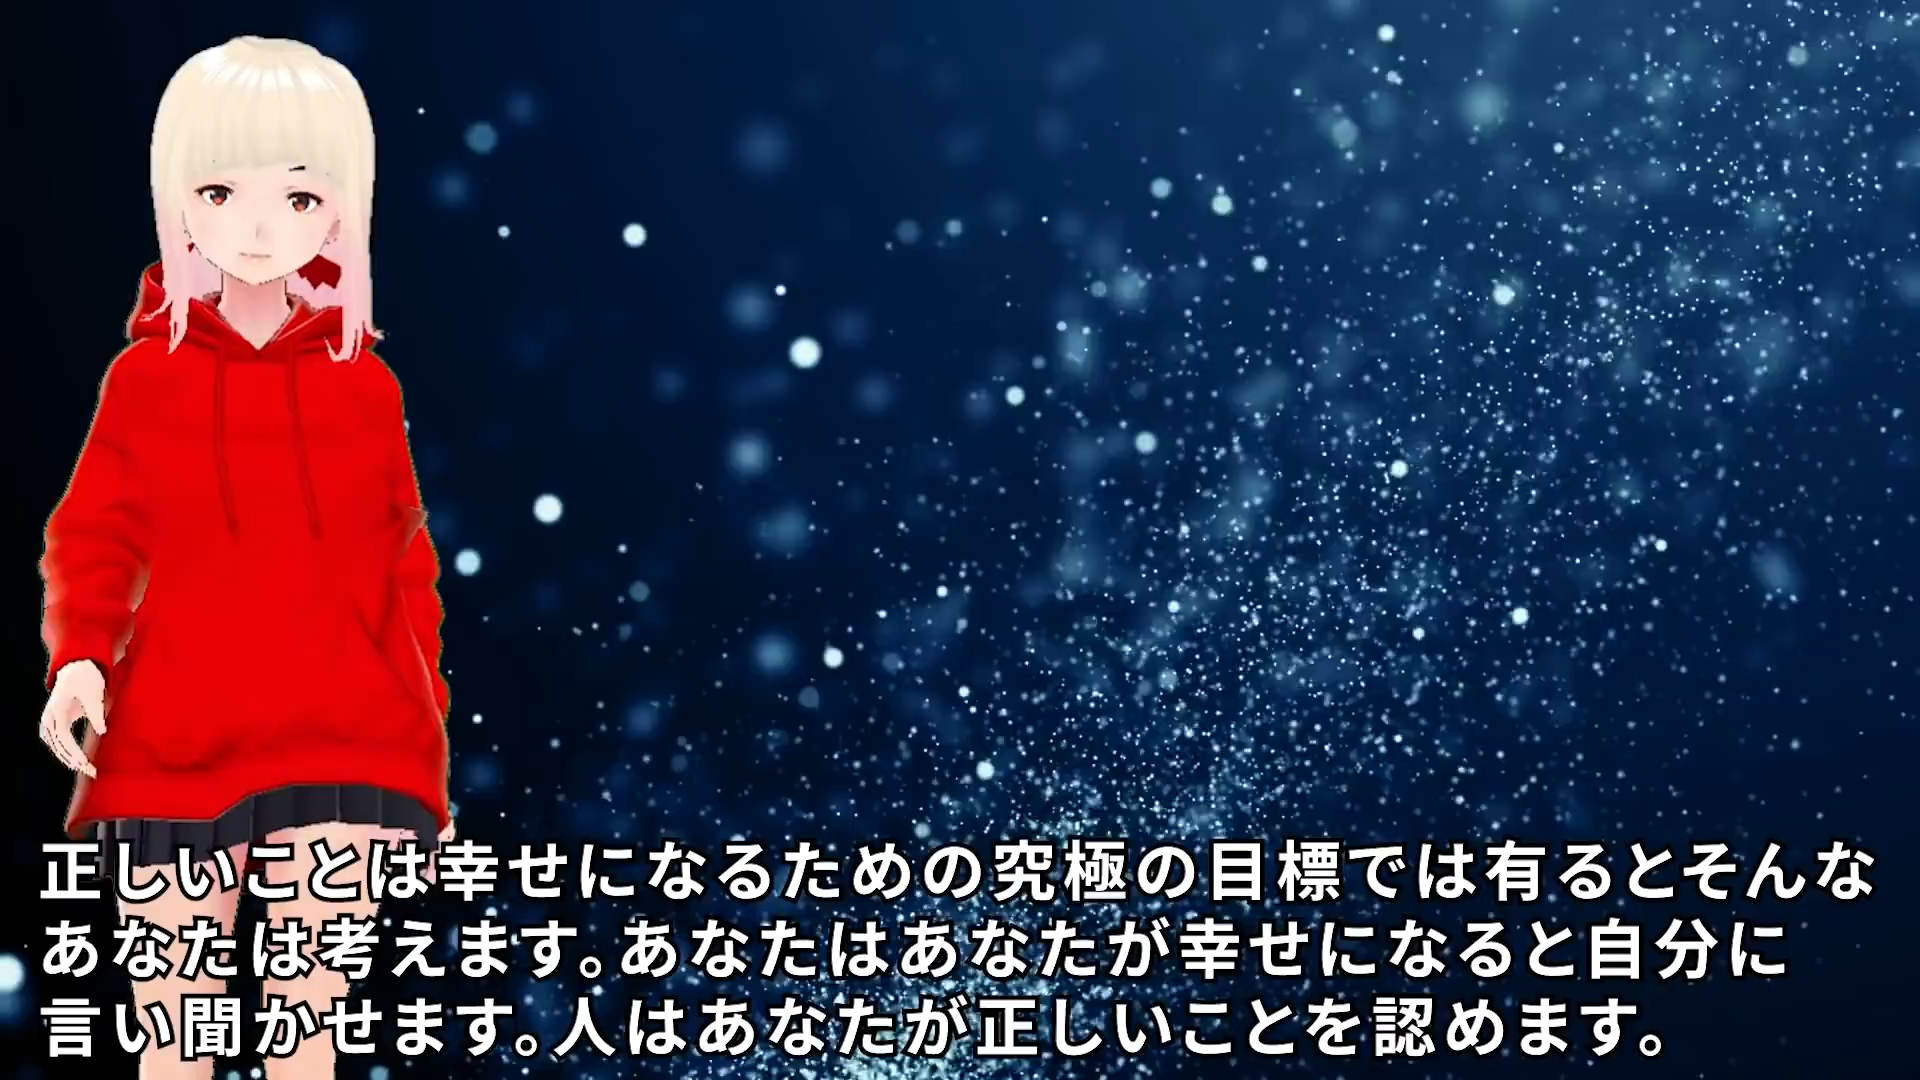 正しいことは幸せになるための究極の目標では有るとそんな
あなたは考えます。あなたはあなたが幸せになると自分に
言い聞かせます。人はあなたが正しいことを認めます。